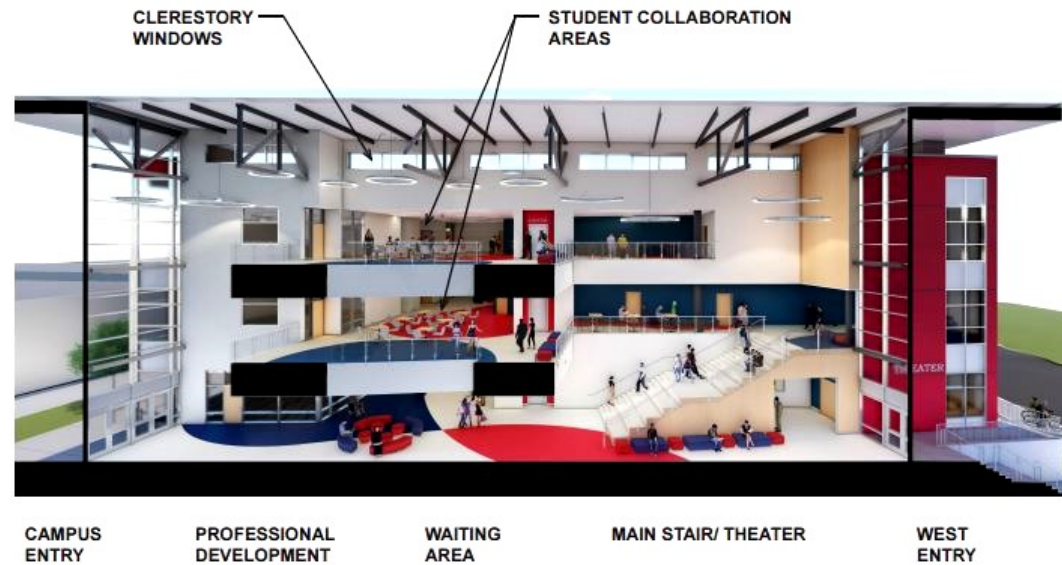 CLERESTORY
WINDOWS
STUDENT COLLABORATION
AREAS
CAMPUS
ENTRY
PROFESSIONAL
DEVELOPMENT
WAITING
AREA
MAIN STAIR/ THEATER
WEST
ENTRY